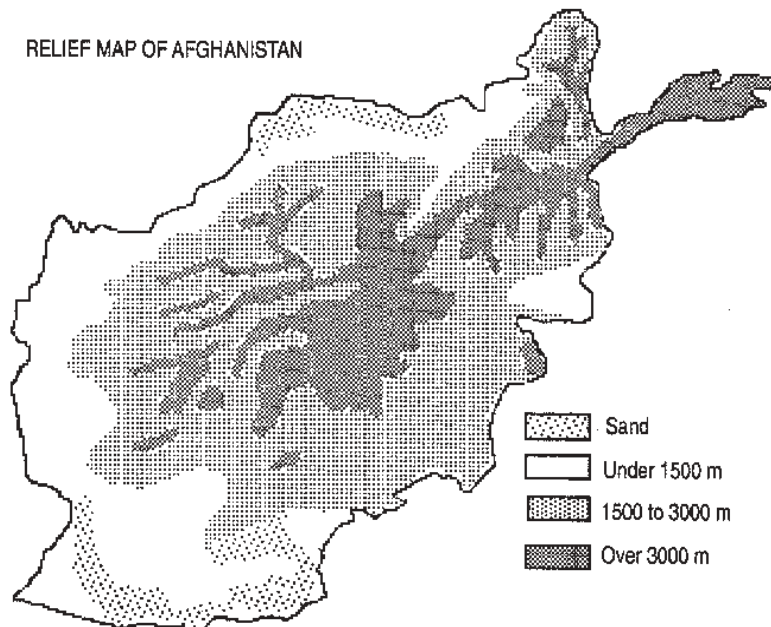 RELIEF MAP OF AFGHANISTAN
Sand
Under 1500 m
1500 to 3000 m
Over 3000 m